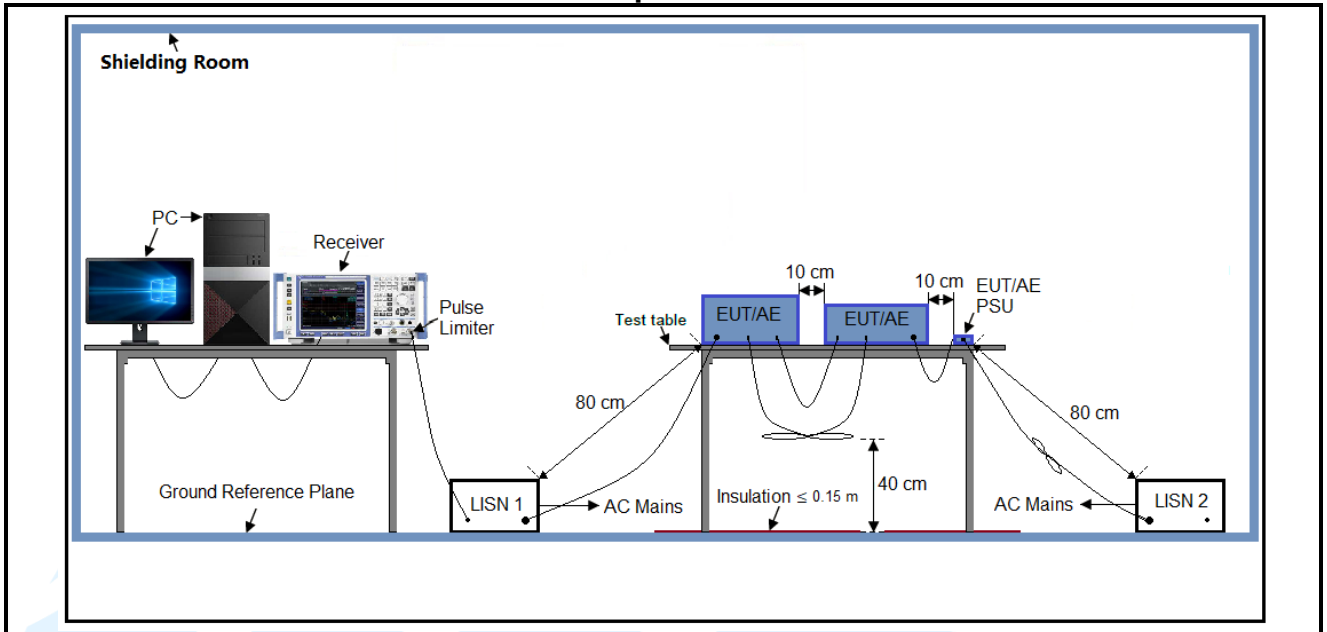 Shielding Room
PC
Receiver
Pulse
Limiter
10 cm
10 cm
EUT/AE
PSU
EUT/AE
EUT/AE
Test table
80 cm
80 cm
40 cm
Ground Reference Plane
LISN 1
AC Mains
Insulation ≤ 0.15 m
AC Mains
LISN 2